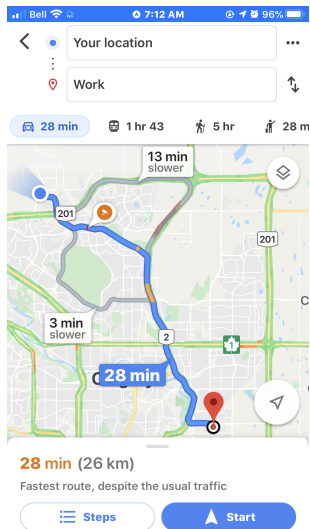 Bell 7:12 AM 96%
Your location
Work
28 min 1 hr 43 5 hr 28 m
13 min
slower
201
201
3 min
slower
2
1
28 min
28 min (26 km)
Fastest route, despite the usual traffic
Steps Start